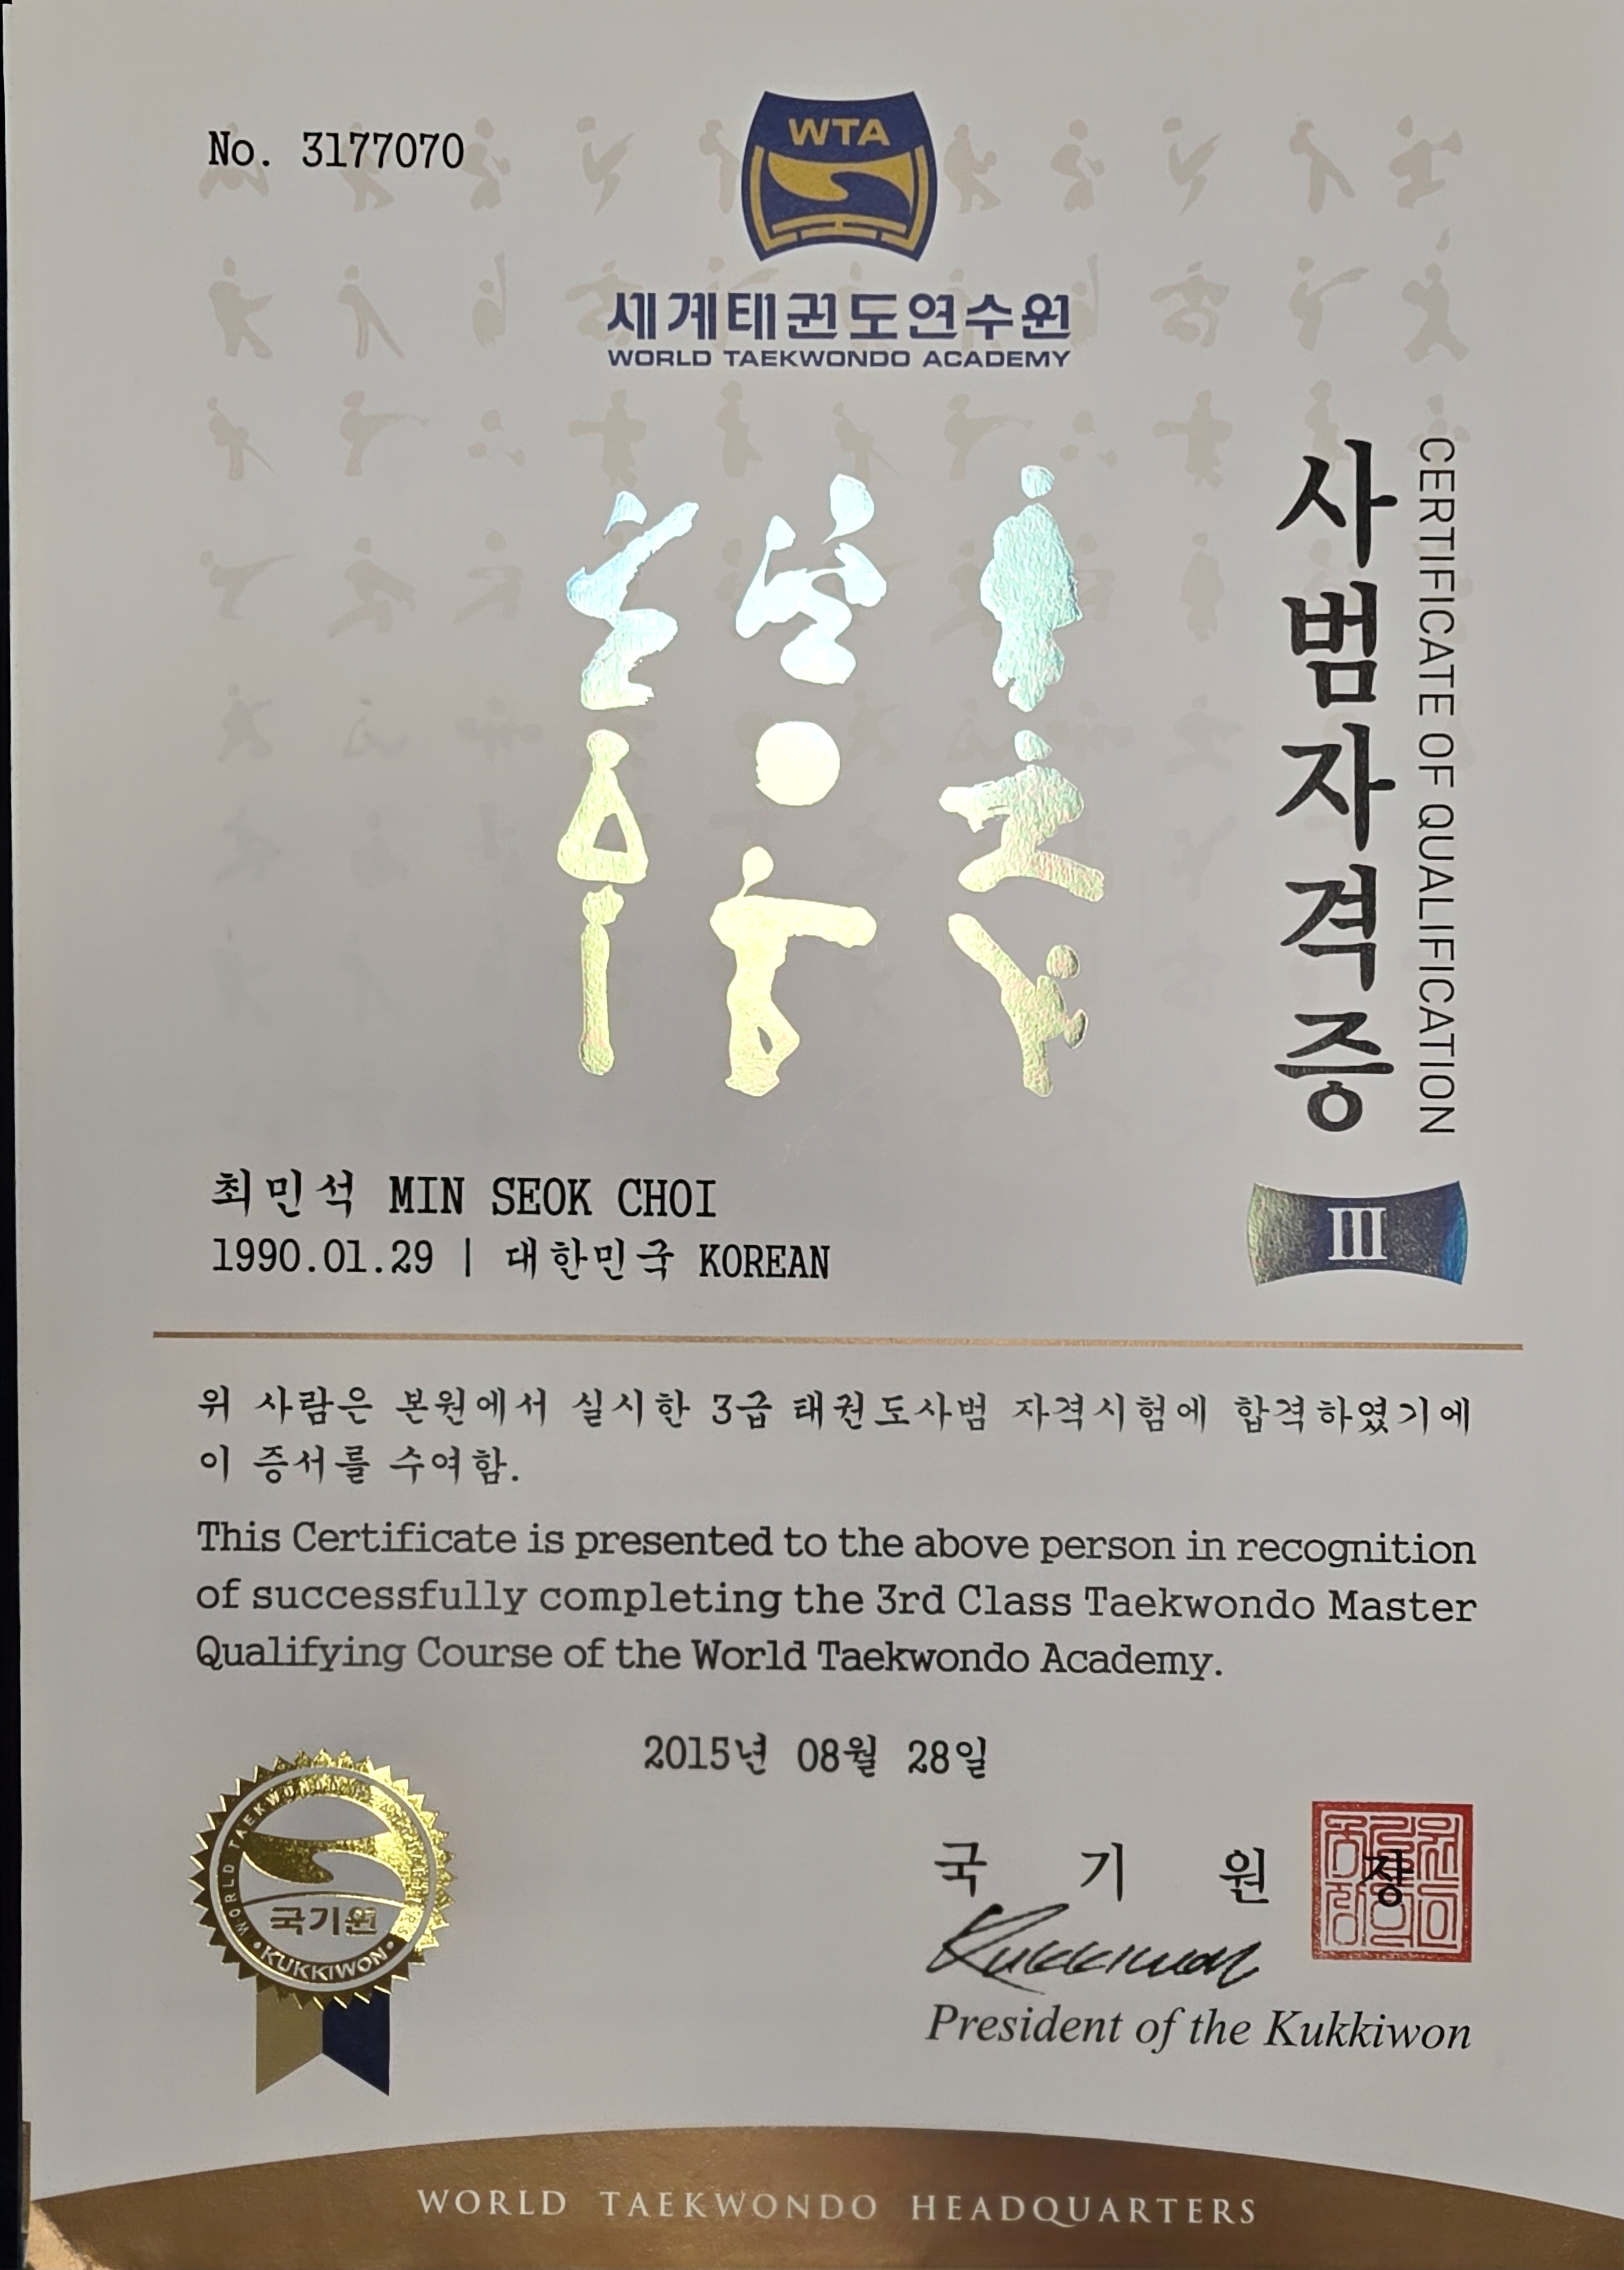 No. 3177070
WTA
세계태권도연수원
WORLD TAEKWONDO ACADEMY
사범자격증
CERTIFICATE OF QUALIFICATION
최민석 MIN SEOK CHOI
1990.01.29 | 대한민국 KOREAN
III
위 사람은 본원에서 실시한 3급 태권도사범 자격시험에 합격하였기에
이 증서를 수여함.
This Certificate is presented to the above person in recognition
of successfully completing the 3rd Class Taekwondo Master
Qualifying Course of the World Taekwondo Academy.
2015년 08월 28일
국 기 원 장
Kukkiwon
President of the Kukkiwon
WORLD TAEKWONDO HEADQUARTERS
국기원
KUKKIWON
WORLD TAEKWONDO HEADQUARTERS